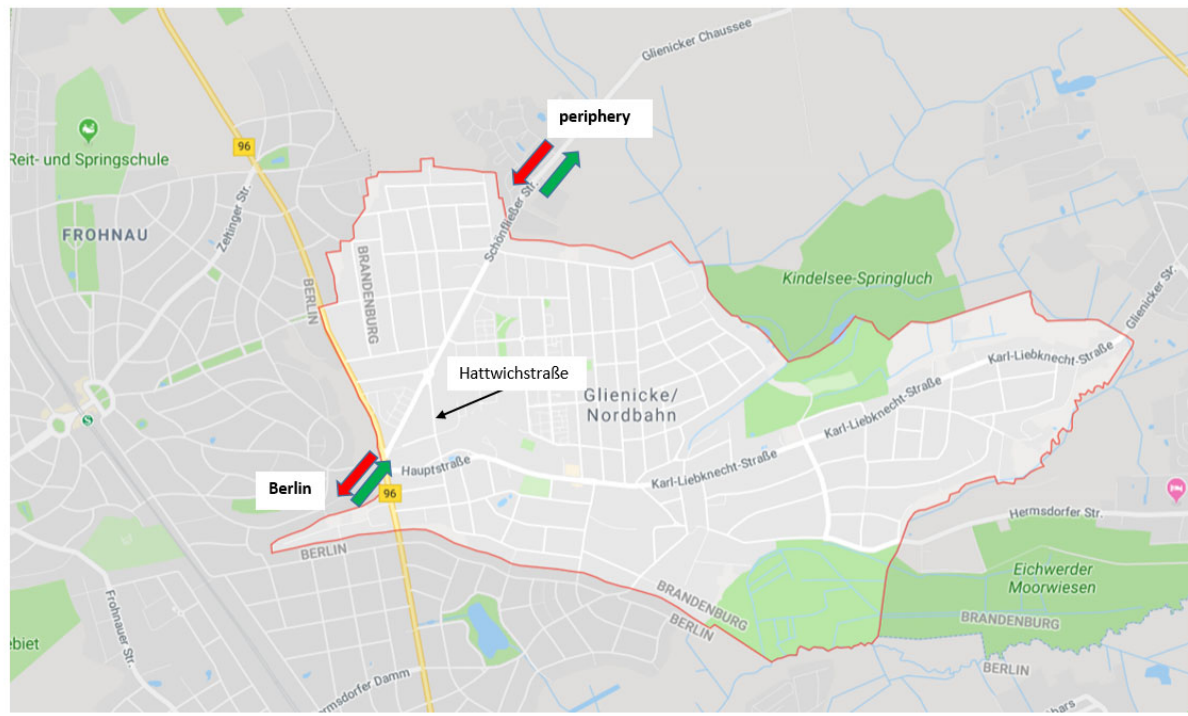 Glienicker Chaussee
periphery
96
Reit- und Springschule
Zeltinger Str.
FROHNAU
Schönfließer Str.
BRANDENBURG
BERLIN
Kindelsee-Springluch
Glienicker Str.
Karl-Liebknecht-Straße
Hattwichstraße
Glienicke/
Nordbahn
Karl-Liebknecht-Straße
Hauptstraße
Karl-Liebknecht-Straße
Berlin
96
Hermsdorfer Str.
BERLIN
Eichwerder
Moorwiesen
BRANDENBURG
BERLIN
BRANDENBURG
BERLIN
Frohnauer Str.
ebiet
Hermsdorfer Damm